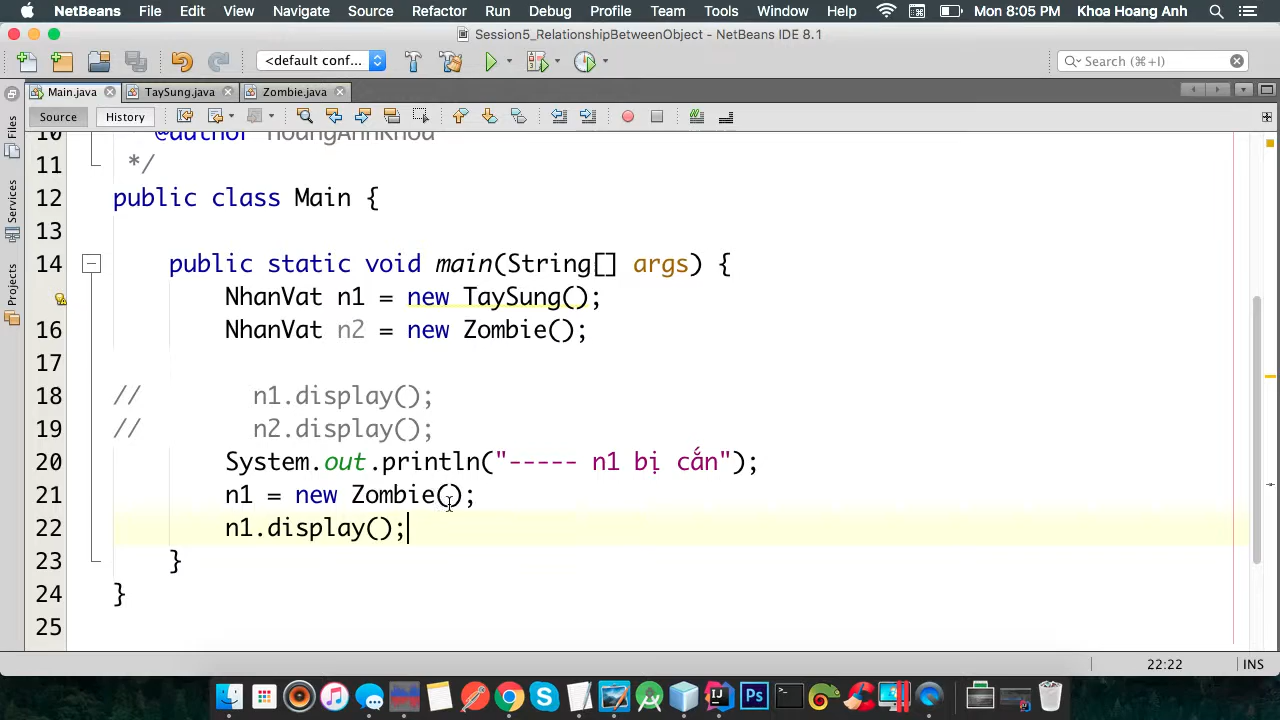 NetBeans File Edit View Navigate Source Refactor Run Debug Profile Team Tools Window Help Mon 8:05 PM Khoa Hoang Anh
Session5_RelationshipBetweenObject - NetBeans IDE 8.1
<default conf... Search (⌘+I)
Main.java TaySung.java Zombie.java
Source History
Files
Services
Projects
10 @author HoangAnhKhoa
11 */
12 public class Main {
13
14 public static void main(String[] args) {
NhanVat n1 = new TaySung();
16 NhanVat n2 = new Zombie();
17
18 // n1.display();
19 // n2.display();
20 System.out.println("----- n1 bị cắn");
21 n1 = new Zombie();
22 n1.display();
23 }
24 }
25
22:22 INS